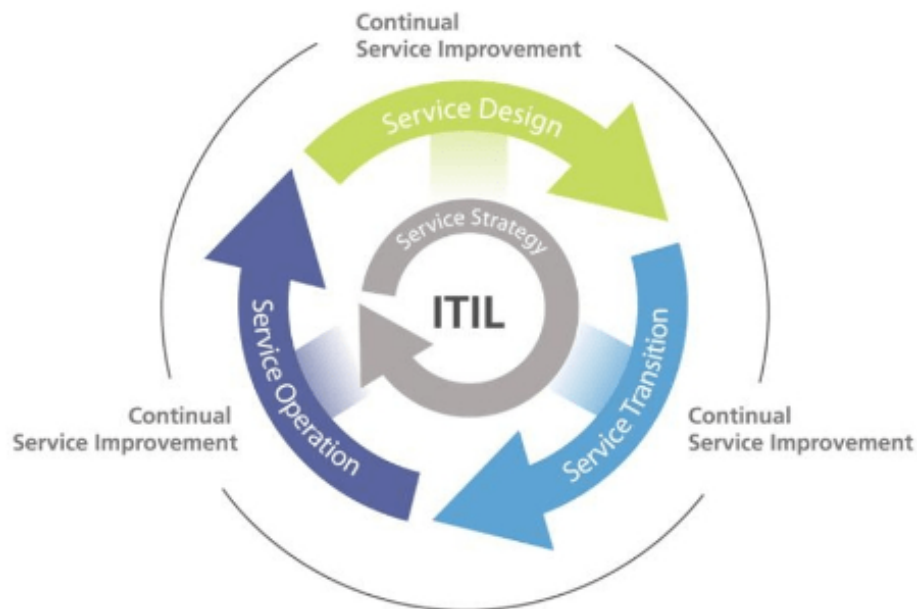 Continual
Service Improvement
Service Design
Service Strategy
ITIL
Service Operation
Service Transition
Continual
Service Improvement
Continual
Service Improvement